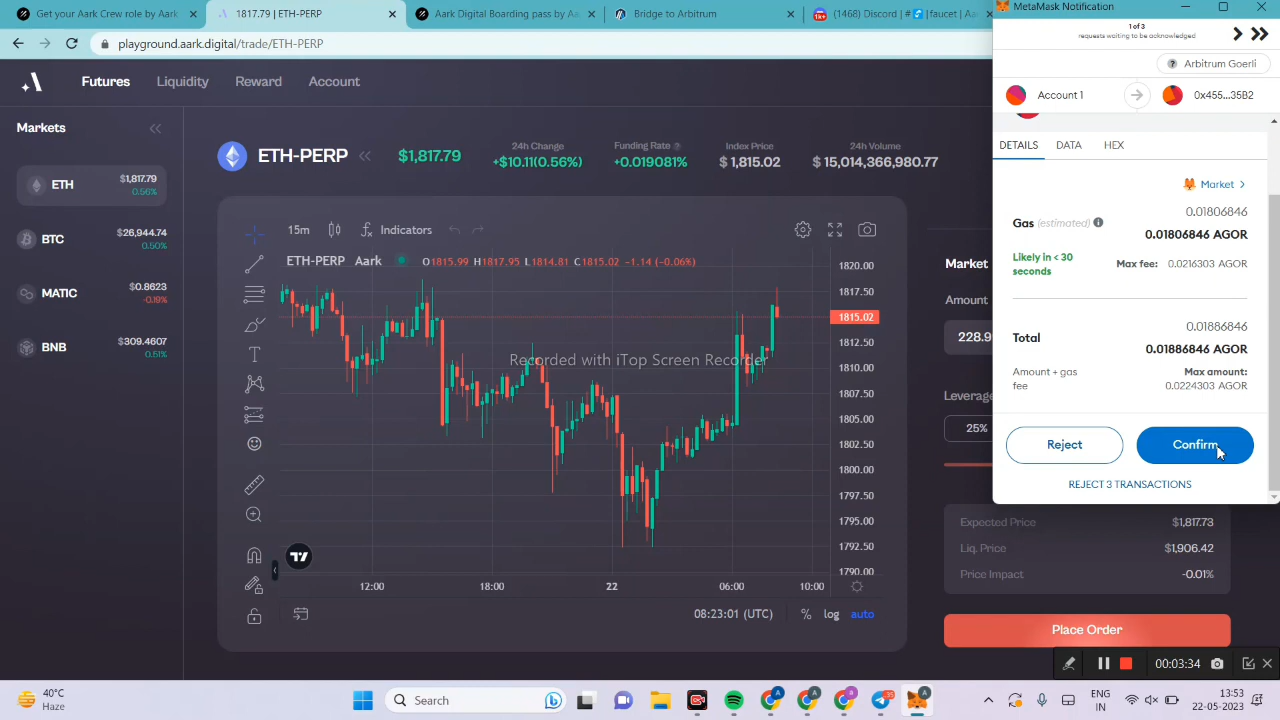 Get your Aark Crew role by Aark
1817.79 | ETH-PERP
Aark Digital Boarding pass by Aa
Bridge to Arbitrum
(1468) Discord | #
faucet | Aa
MetaMask Notification
playground.aark.digital/trade/ETH-PERP
1 of 3
requests waiting to be acknowledged
Arbitrum Goerli
Account 1
0x455...35B2
Futures
Liquidity
Reward
Account
Markets
ETH
$1,817.79
0.56%
BTC
$26,944.74
0.50%
MATIC
$0.8623
-0.19%
BNB
$309.4607
0.51%
ETH-PERP
$1,817.79
24h Change
+$10.11(0.56%)
Funding Rate
+0.019081%
Index Price
$ 1,815.02
24h Volume
$ 15,014,366,980.77
15m
Indicators
ETH-PERP Aark
O1815.99 H1817.95 L1814.81 C1815.02 -1.14 (-0.06%)
1820.00
1817.50
1815.02
1812.50
1810.00
1807.50
1805.00
1802.50
1800.00
1797.50
1795.00
1792.50
1790.00
Recorded with iTop Screen Recorder
12:00
18:00
22
06:00
10:00
08:23:01 (UTC)
%
log
auto
Market
Amount
228.9
Leverage
25%
DETAILS
DATA
HEX
Market
Gas (estimated)
0.01806846
0.01806846 AGOR
Likely in < 30
seconds
Max fee: 0.0216303 AGOR
Total
0.01886846
0.01886846 AGOR
Amount + gas
fee
Max amount:
0.0224303 AGOR
Reject
Confirm
REJECT 3 TRANSACTIONS
Expected Price
$1,817.73
Liq. Price
$1,906.42
Price Impact
-0.01%
Place Order
00:03:34
40°C
Haze
Search
35
ENG
IN
13:53
22-05-2023